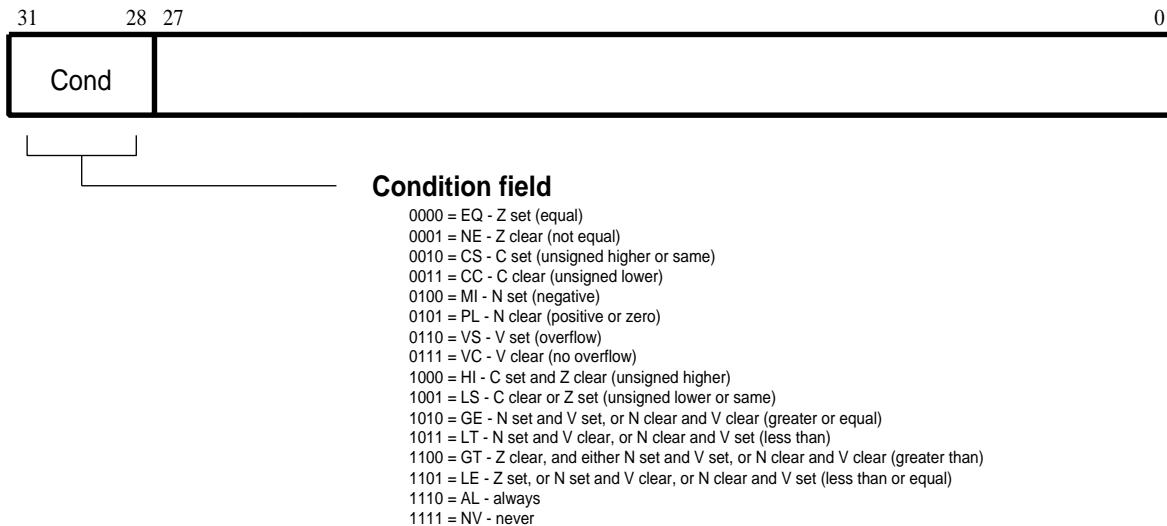 31 28 27 0
Cond
Condition field
0000 = EQ - Z set (equal)
0001 = NE - Z clear (not equal)
0010 = CS - C set (unsigned higher or same)
0011 = CC - C clear (unsigned lower)
0100 = MI - N set (negative)
0101 = PL - N clear (positive or zero)
0110 = VS - V set (overflow)
0111 = VC - V clear (no overflow)
1000 = HI - C set and Z clear (unsigned higher)
1001 = LS - C clear or Z set (unsigned lower or same)
1010 = GE - N set and V set, or N clear and V clear (greater or equal)
1011 = LT - N set and V clear, or N clear and V set (less than)
1100 = GT - Z clear, and either N set and V set, or N clear and V clear (greater than)
1101 = LE - Z set, or N set and V clear, or N clear and V set (less than or equal)
1110 = AL - always
1111 = NV - never